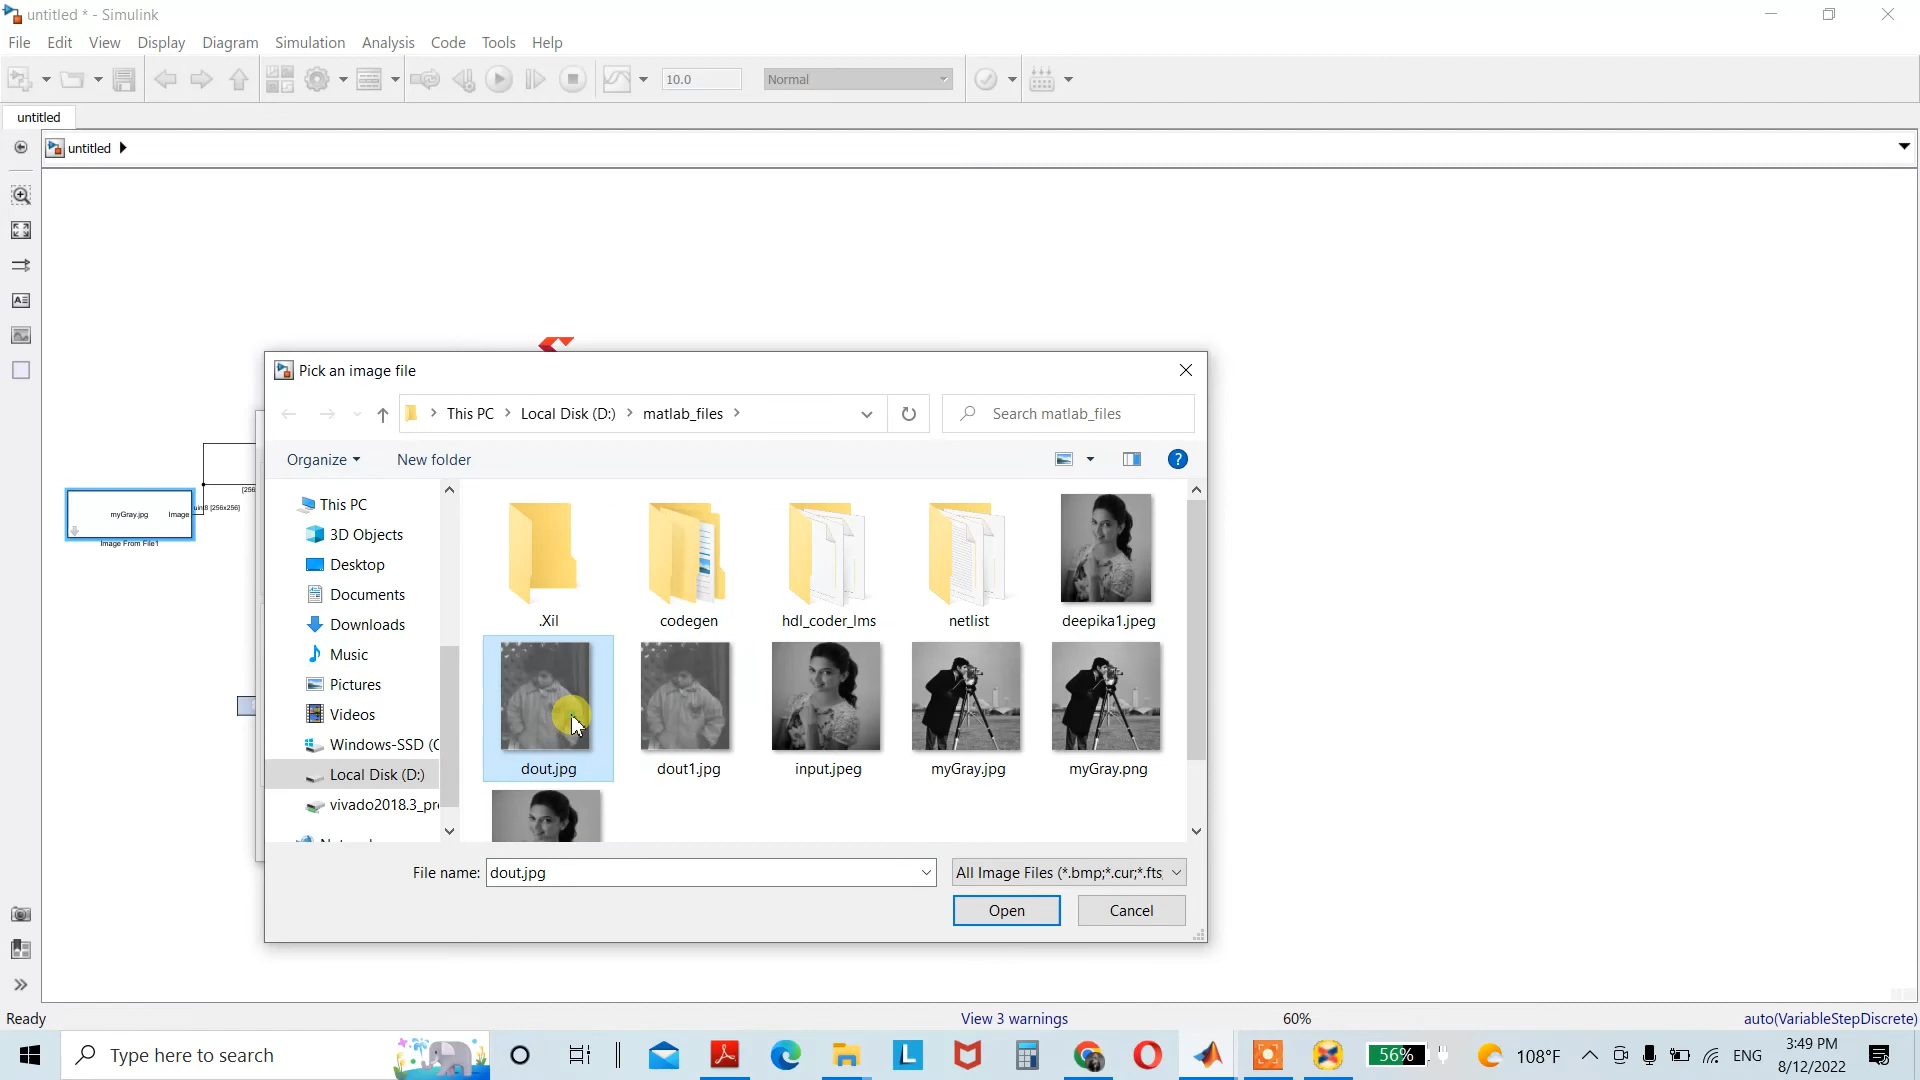 untitled * - Simulink
File Edit View Display Diagram Simulation Analysis Code Tools Help
10.0 Normal
untitled
untitled
Pick an image file
This PC Local Disk (D:) matlab_files
Search matlab_files
Organize New folder
This PC
3D Objects
Desktop
Documents
Downloads
Music
Pictures
Videos
Windows-SSD (C
Local Disk (D:)
vivado2018.3_pr
.Xil codegen hdl_coder_lms netlist deepika1.jpeg
dout.jpg dout1.jpg input.jpeg myGray.jpg myGray.png
File name: dout.jpg All Image Files (*.bmp;*.cur;*.fts
Open Cancel
myGray.jpg Image
uint8 [256x256]
[256
Image From File1
Ready View 3 warnings 60% auto(VariableStepDiscrete)
Type here to search
56% 108°F ENG 3:49 PM
8/12/2022